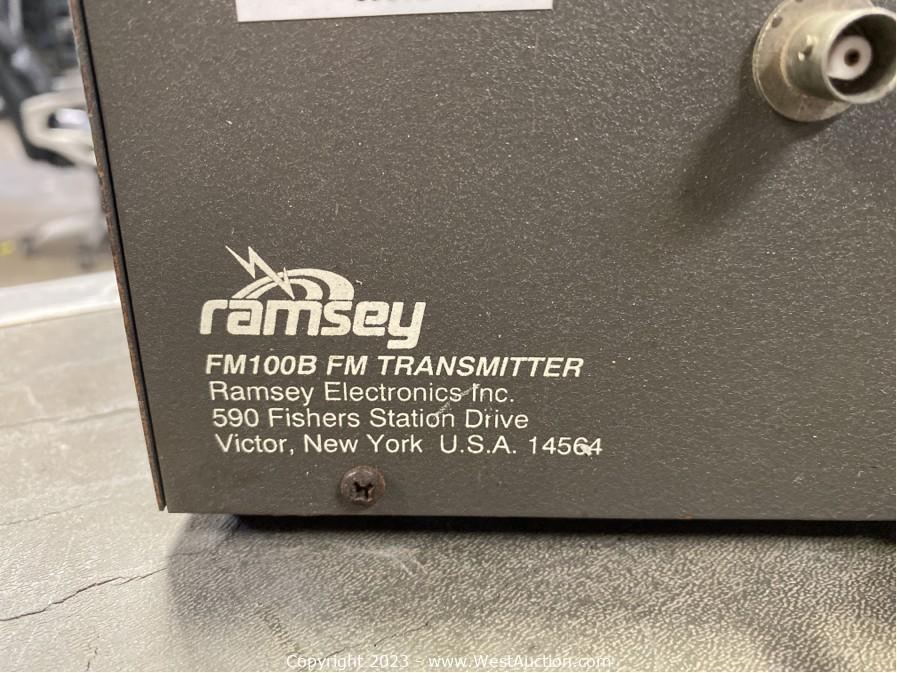 ramsey
FM100B FM TRANSMITTER
Ramsey Electronics Inc.
590 Fishers Station Drive
Victor, New York U.S.A. 14564
Copyright 2023 - www.WestAuction.com